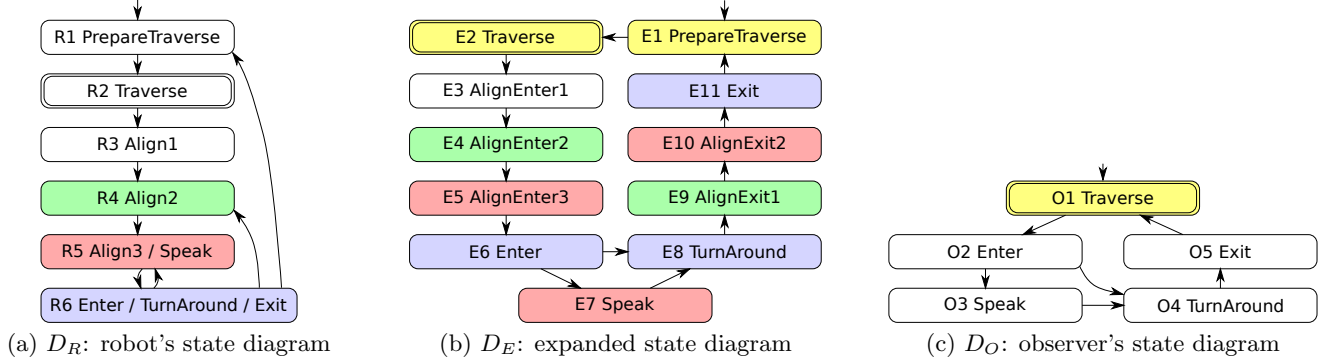 R1 PrepareTraverse
R2 Traverse
R3 Align1
R4 Align2
R5 Align3 / Speak
R6 Enter / TurnAround / Exit
(a) D_R: robot's state diagram
E2 Traverse
E1 PrepareTraverse
E3 AlignEnter1
E11 Exit
E4 AlignEnter2
E10 AlignExit2
E5 AlignEnter3
E9 AlignExit1
E6 Enter
E8 TurnAround
E7 Speak
(b) D_E: expanded state diagram
O1 Traverse
O2 Enter
O5 Exit
O3 Speak
O4 TurnAround
(c) D_O: observer's state diagram